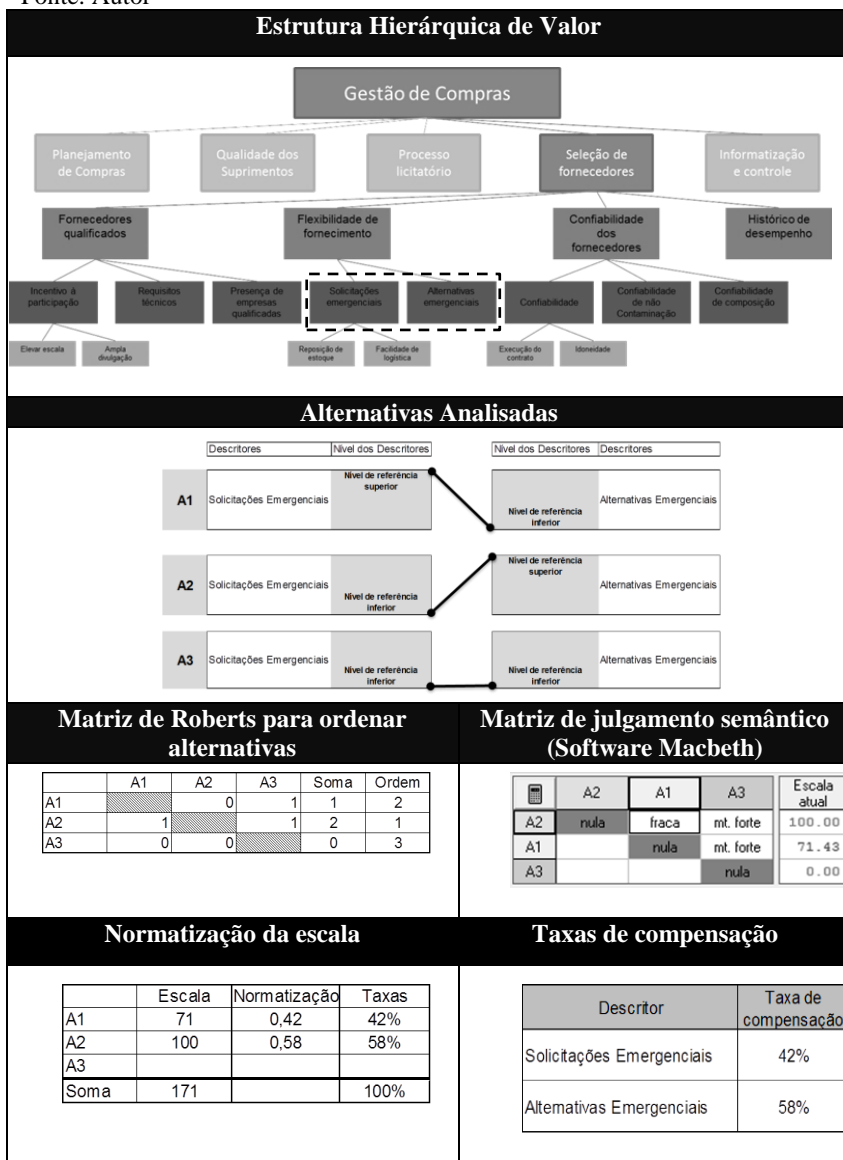 Fonte: Autor
Estrutura Hierárquica de Valor
Gestão de Compras
Planejamento
de Compras
Qualidade dos
Suprimentos
Processo
licitatório
Seleção de
fornecedores
Informatização
e controle
Fornecedores
qualificados
Flexibilidade de
fornecimento
Confiabilidade
dos
fornecedores
Histórico de
desempenho
Incentivo à
participação
Requisitos
técnicos
Presença de
empresas
qualificadas
Solicitações
emergenciais
Alternativas
emergenciais
Confiabilidade
Confiabilidade
de não
Contaminação
Confiabilidade
de composição
Elevar escala
Ampla
divulgação
Reposição de
estoque
Facilidade de
logística
Execução do
contrato
Idoneidade
Alternativas Analisadas
Descritores Nível dos Descritores Nível dos Descritores Descritores
A1 Solicitações Emergenciais Nível de referência
superior
Nível de referência
inferior
Alternativas Emergenciais
A2 Solicitações Emergenciais Nível de referência
inferior
Nível de referência
superior
Alternativas Emergenciais
A3 Solicitações Emergenciais Nível de referência
inferior
Nível de referência
inferior
Alternativas Emergenciais
Matriz de Roberts para ordenar
alternativas
A1 A2 A3 Soma Ordem
A1 0 1 1 2
A2 1 1 2 1
A3 0 0 0 3
Matriz de julgamento semântico
(Software Macbeth)
A2 A1 A3 Escala
atual
A2 nula fraca mt. forte 100.00
A1 nula mt. forte 71.43
A3 nula 0.00
Normatização da escala
Escala Normatização Taxas
A1 71 0,42 42%
A2 100 0,58 58%
A3
Soma 171 100%
Taxas de compensação
Descritor Taxa de
compensação
Solicitações Emergenciais 42%
Alternativas Emergenciais 58%